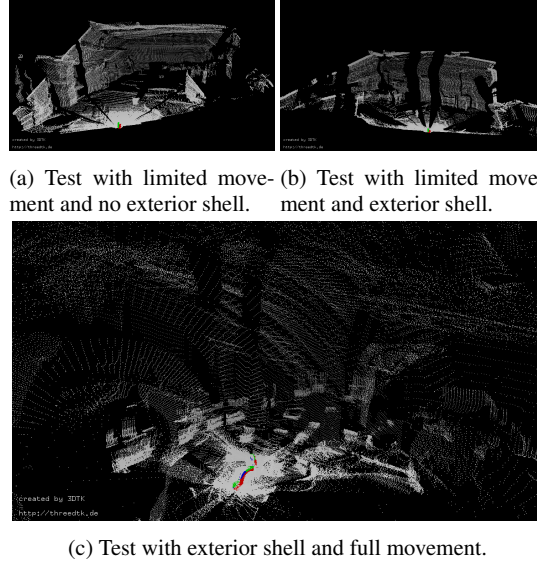 created by 3DTK
http://threedtk.de
created by 3DTK
http://threedtk.de
(a) Test with limited move-
ment and no exterior shell.
(b) Test with limited move
ment and exterior shell.
created by 3DTK
http://threedtk.de
(c) Test with exterior shell and full movement.